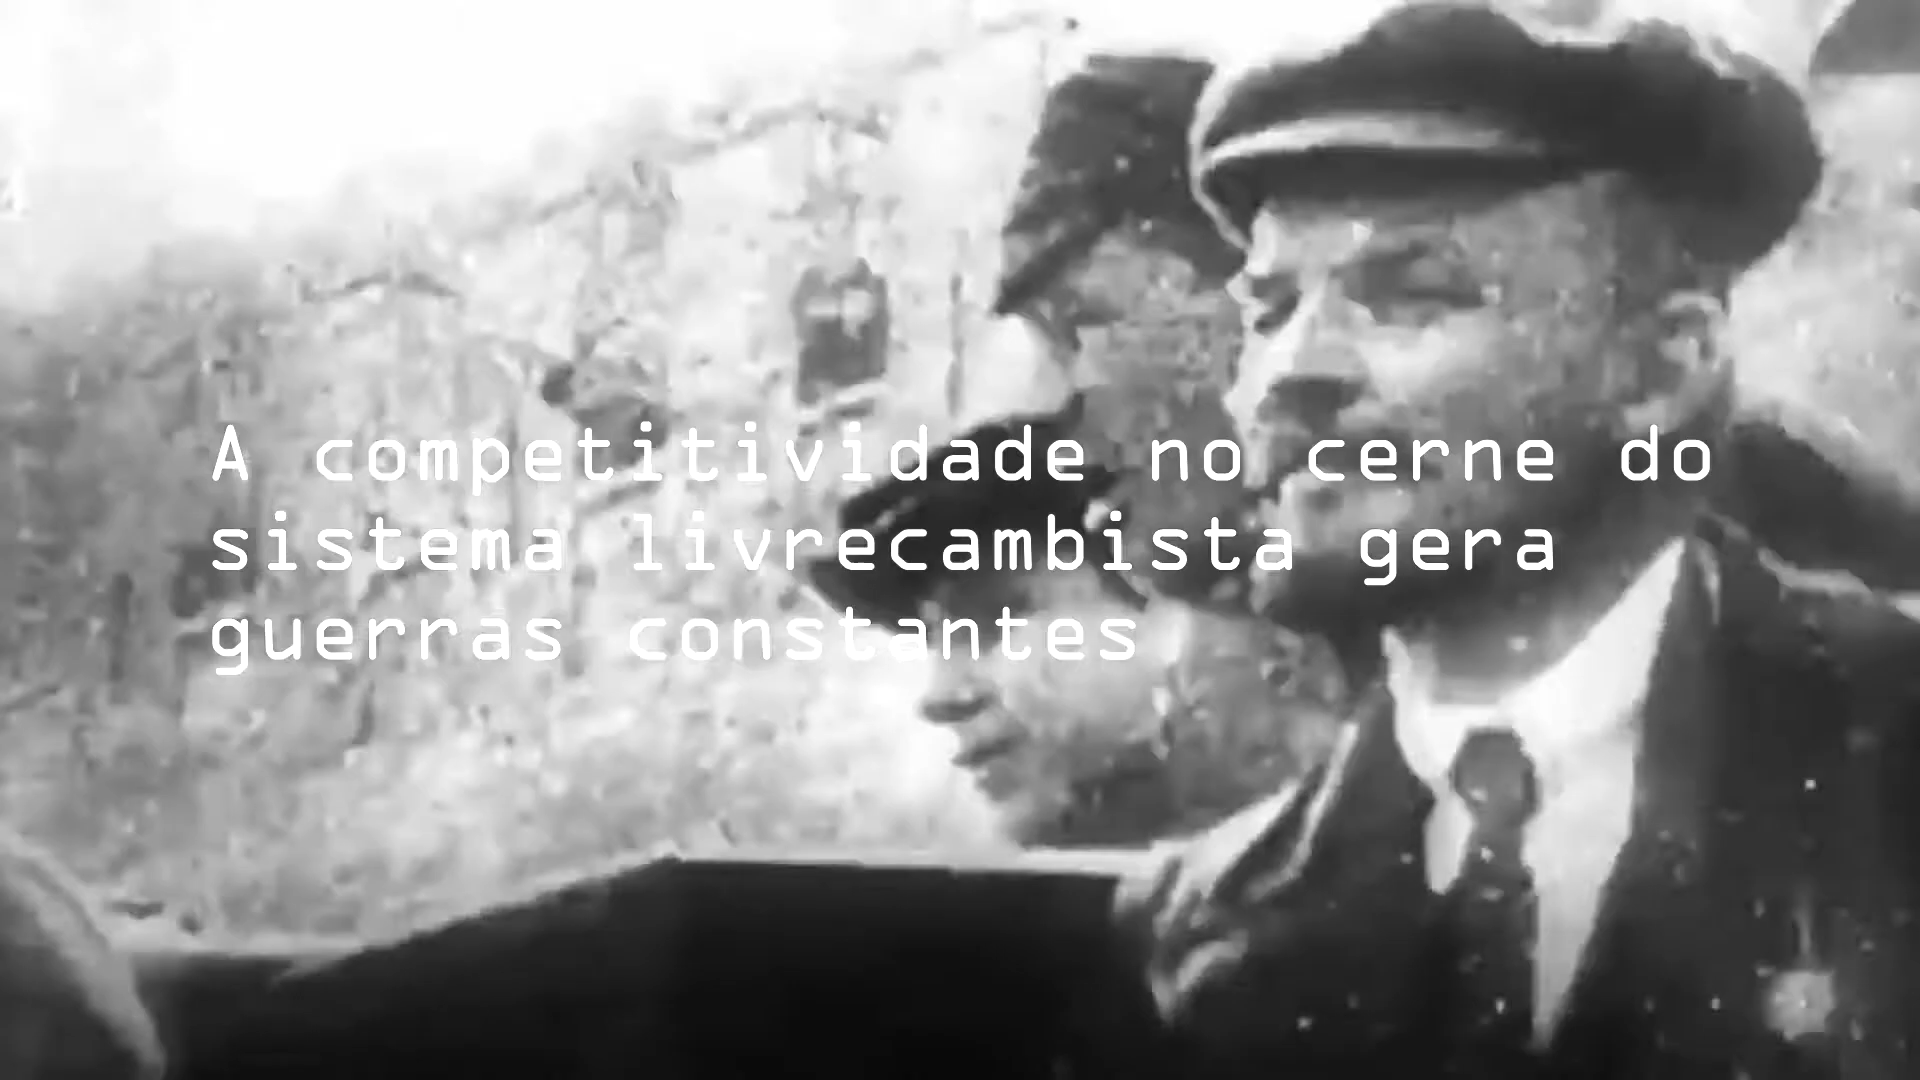 A competitividade no cerne do
sistema livrecambista gera
guerras constantes